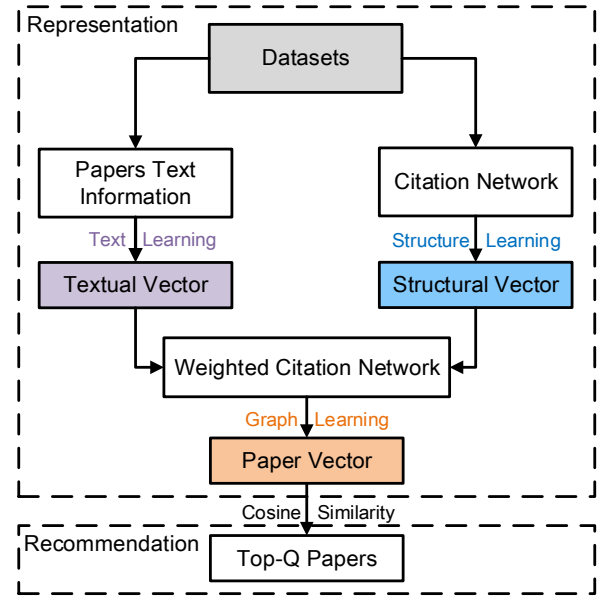 Representation
Datasets
Papers Text
Information
Citation Network
Text Learning
Structure Learning
Textual Vector
Structural Vector
Weighted Citation Network
Graph Learning
Paper Vector
Cosine Similarity
Recommendation
Top-Q Papers